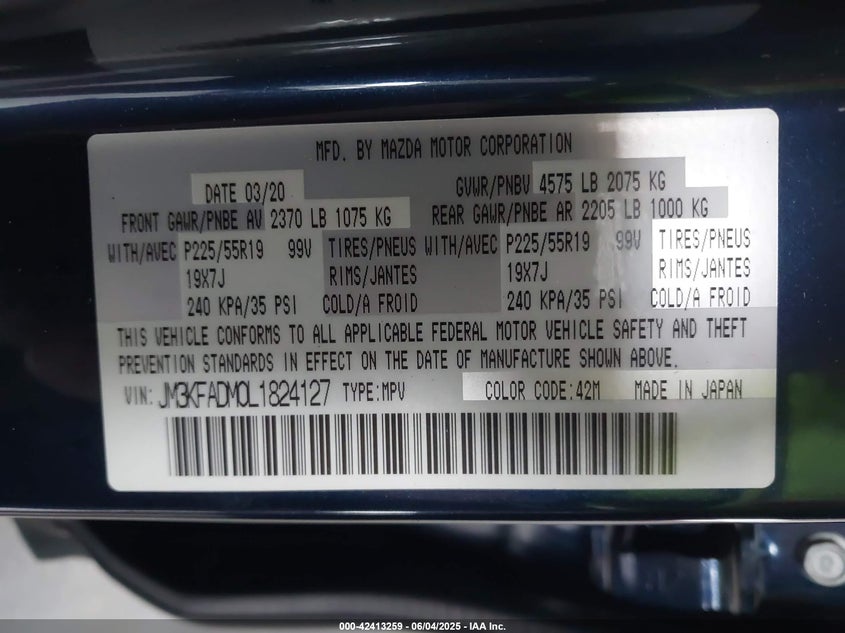 MFD. BY MAZDA MOTOR CORPORATION
DATE 03/20 GVWR/PNBV 4575 LB 2075 KG
FRONT GAWR/PNBE AV 2370 LB 1075 KG REAR GAWR/PNBE AR 2205 LB 1000 KG
WITH/AVEC P225/55R19 99V TIRES/PNEUS WITH/AVEC P225/55R19 99V TIRES/PNEUS
19X7J RIMS/JANTES 19X7J RIMS/JANTES
240 KPA/35 PSI COLD/A FROID 240 KPA/35 PSI COLD/A FROID
THIS VEHICLE CONFORMS TO ALL APPLICABLE FEDERAL MOTOR VEHICLE SAFETY AND THEFT
PREVENTION STANDARDS IN EFFECT ON THE DATE OF MANUFACTURE SHOWN ABOVE.
VIN: JM3KFADM0L1824127 TYPE:MPV COLOR CODE:42M MADE IN JAPAN
000-42413259 - 06/04/2025 - IAA Inc.